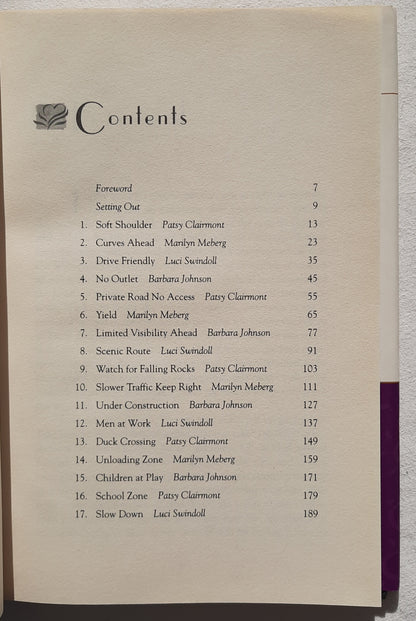 Contents
Foreword 7
Setting Out 9
1. Soft Shoulder Patsy Clairmont 13
2. Curves Ahead Marilyn Meberg 23
3. Drive Friendly Luci Swindoll 35
4. No Outlet Barbara Johnson 45
5. Private Road No Access Patsy Clairmont 55
6. Yield Marilyn Meberg 65
7. Limited Visibility Ahead Barbara Johnson 77
8. Scenic Route Luci Swindoll 91
9. Watch for Falling Rocks Patsy Clairmont 103
10. Slower Traffic Keep Right Marilyn Meberg 111
11. Under Construction Barbara Johnson 127
12. Men at Work Luci Swindoll 137
13. Duck Crossing Patsy Clairmont 149
14. Unloading Zone Marilyn Meberg 159
15. Children at Play Barbara Johnson 171
16. School Zone Patsy Clairmont 179
17. Slow Down Luci Swindoll 189